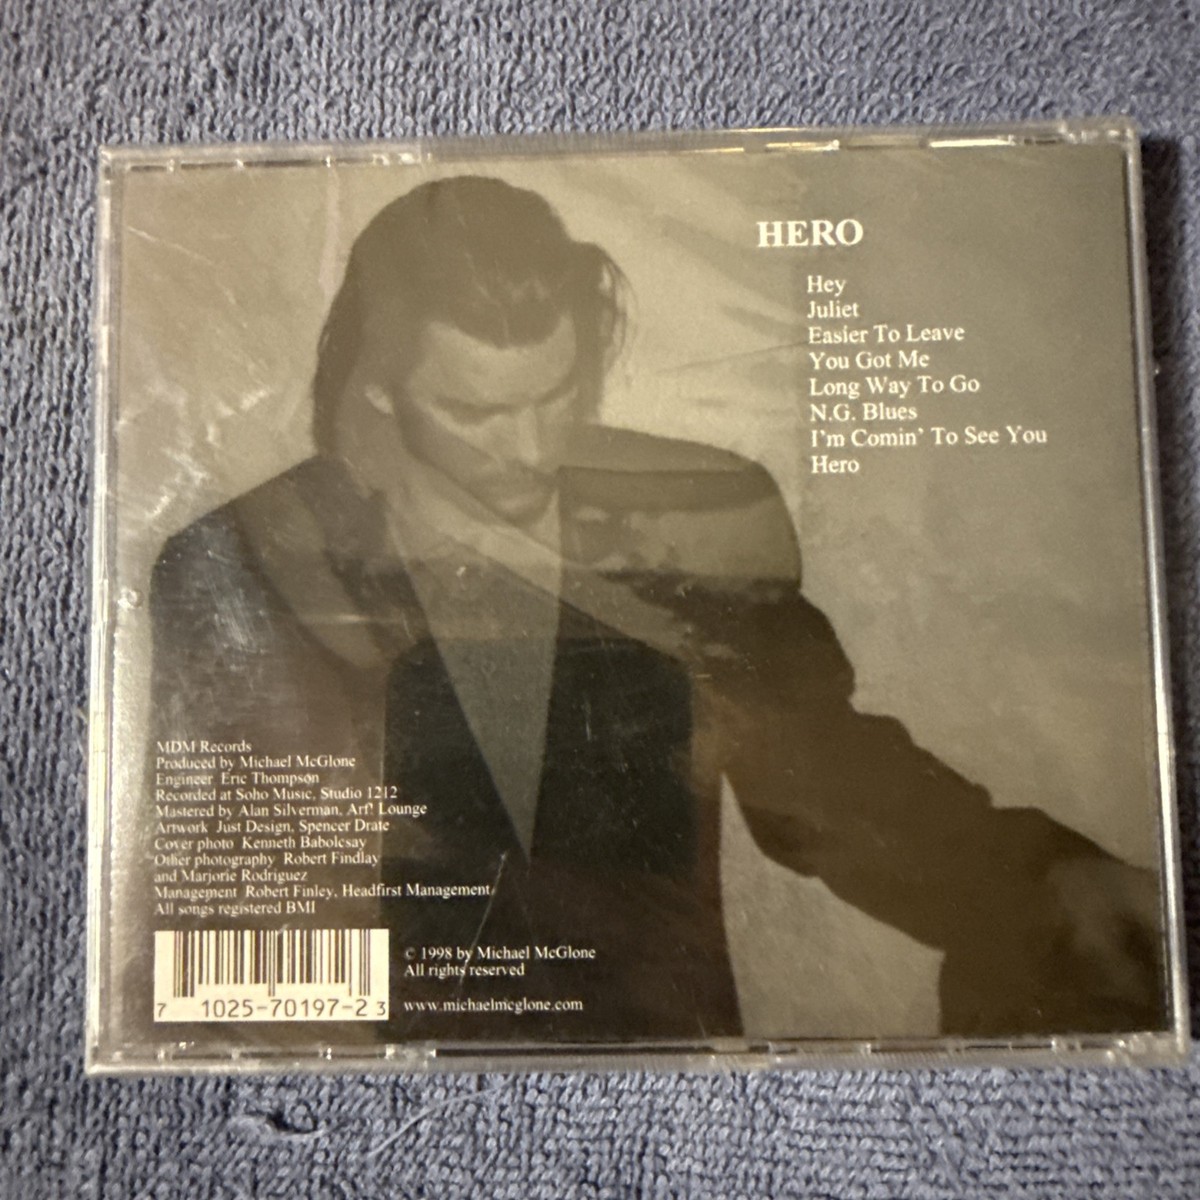 HERO
Hey
Juliet
Easier To Leave
You Got Me
Long Way To Go
N.G. Blues
I'm Comin' To See You
Hero
MDM Records
Produced by Michael McGlone
Engineer Eric Thompson
Recorded at Soho Music, Studio 1212
Mastered by Alan Silverman, Arf! Lounge
Artwork Just Design, Spencer Drate
Cover photo Kenneth Babolcsay
Other photography Robert Findlay
and Marjorie Rodriguez
Management Robert Finley, Headfirst Management
All songs registered BMI
7 1025-70197-2 3
© 1998 by Michael McGlone
All rights reserved
www.michaelmcglone.com